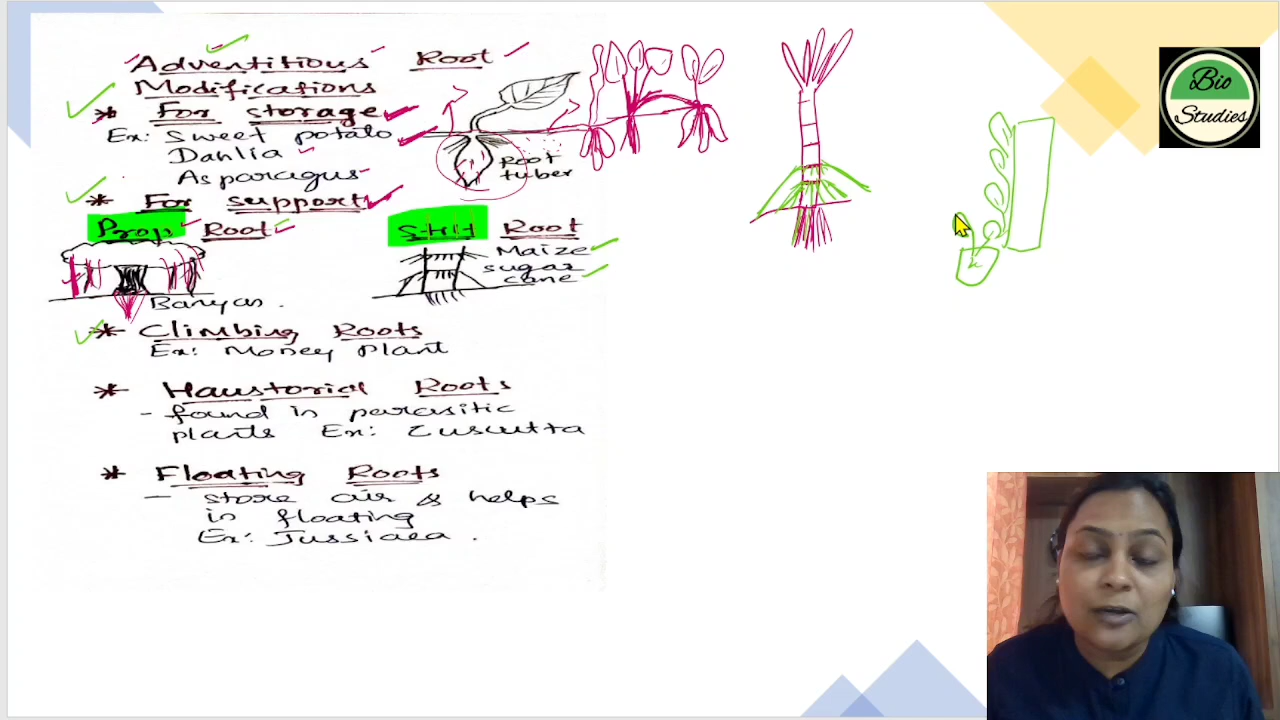 Adventitious Root
Modifications
* For storage
Ex: Sweet potato
Dahlia
Asparagus
Root
tuber
* For support
Prop Root
Stilt Root
Maize
sugar
cane
Banyan.
* Climbing Roots
Ex: Money plant
* Haustorial Roots
- found in parasitic
plants Ex: Cuscutta
* Floating Roots
- store air & helps
in floating
Ex: Jussiaea.
Bio
Studies